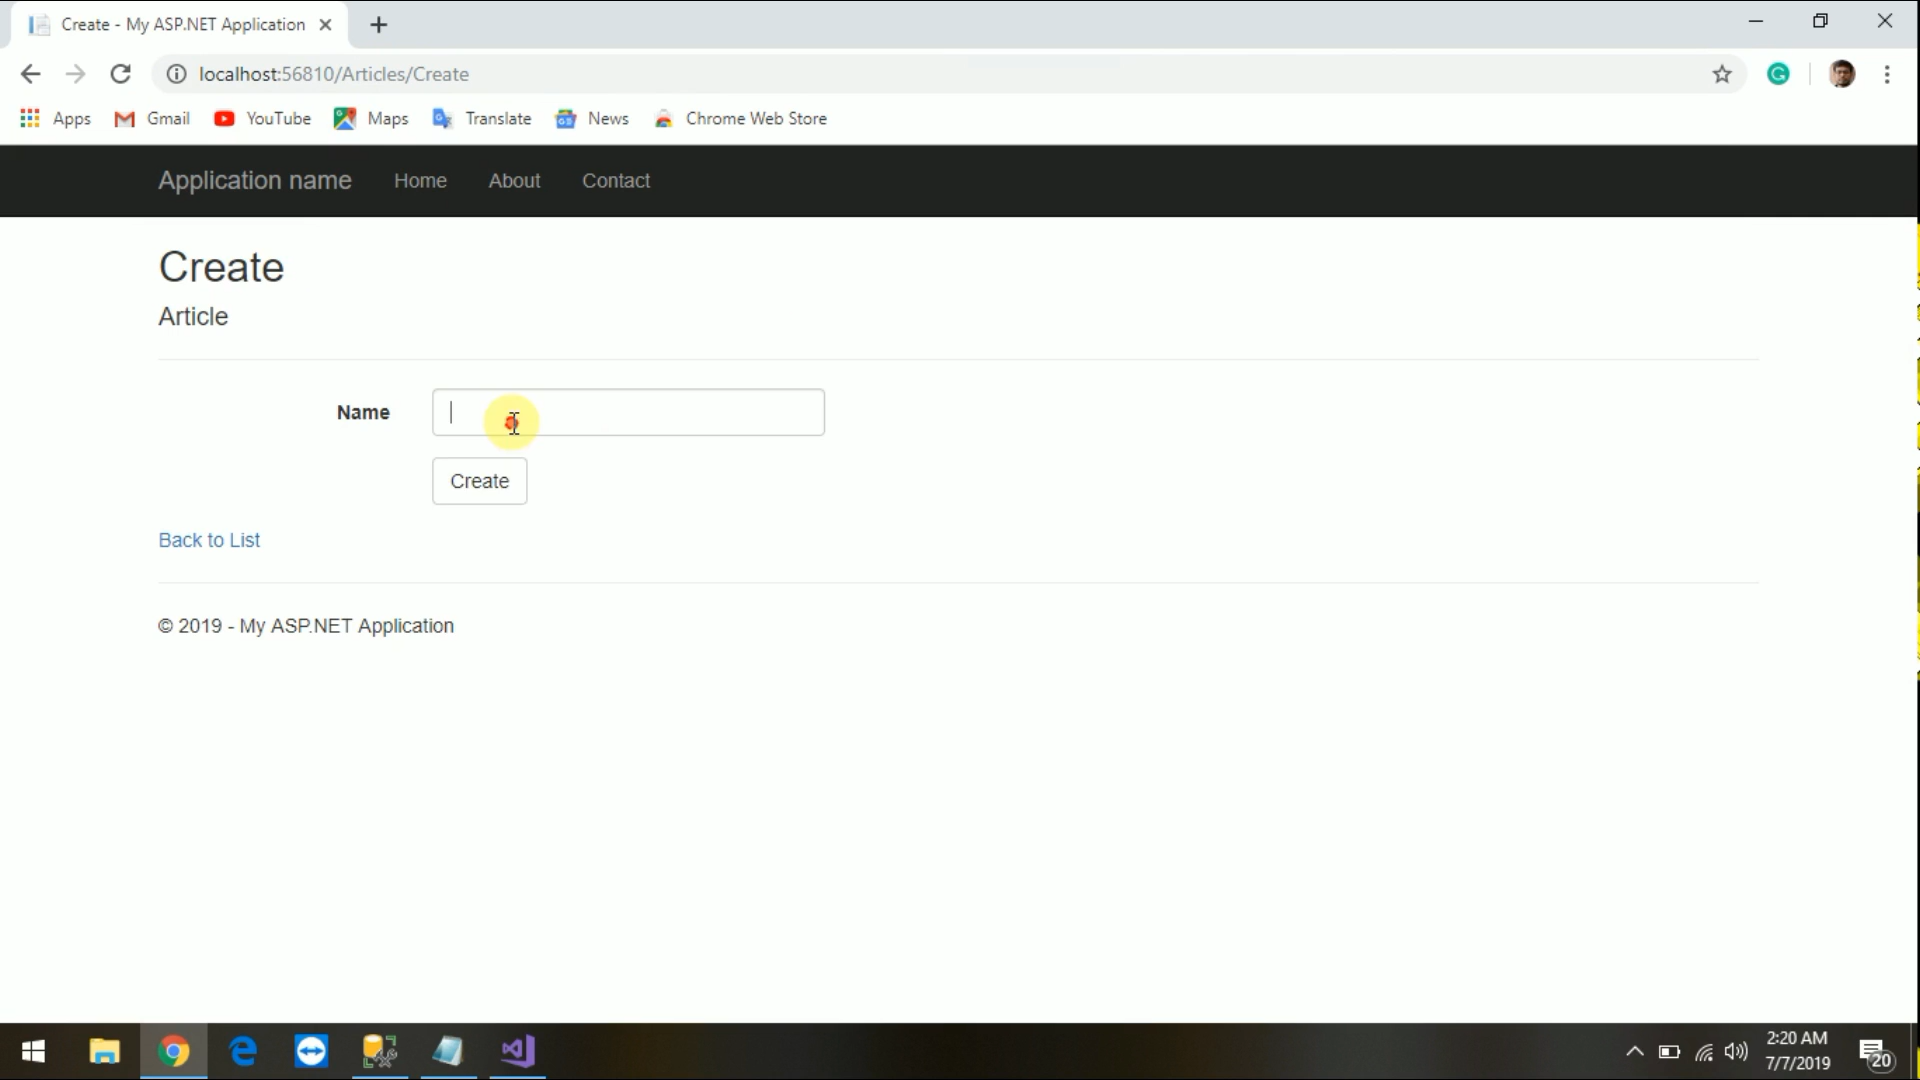 Create - My ASP.NET Application
localhost:56810/Articles/Create
Apps Gmail YouTube Maps Translate News Chrome Web Store
Application name Home About Contact
Create
Article
Name
Create
Back to List
© 2019 - My ASP.NET Application
2:20 AM
7/7/2019
20